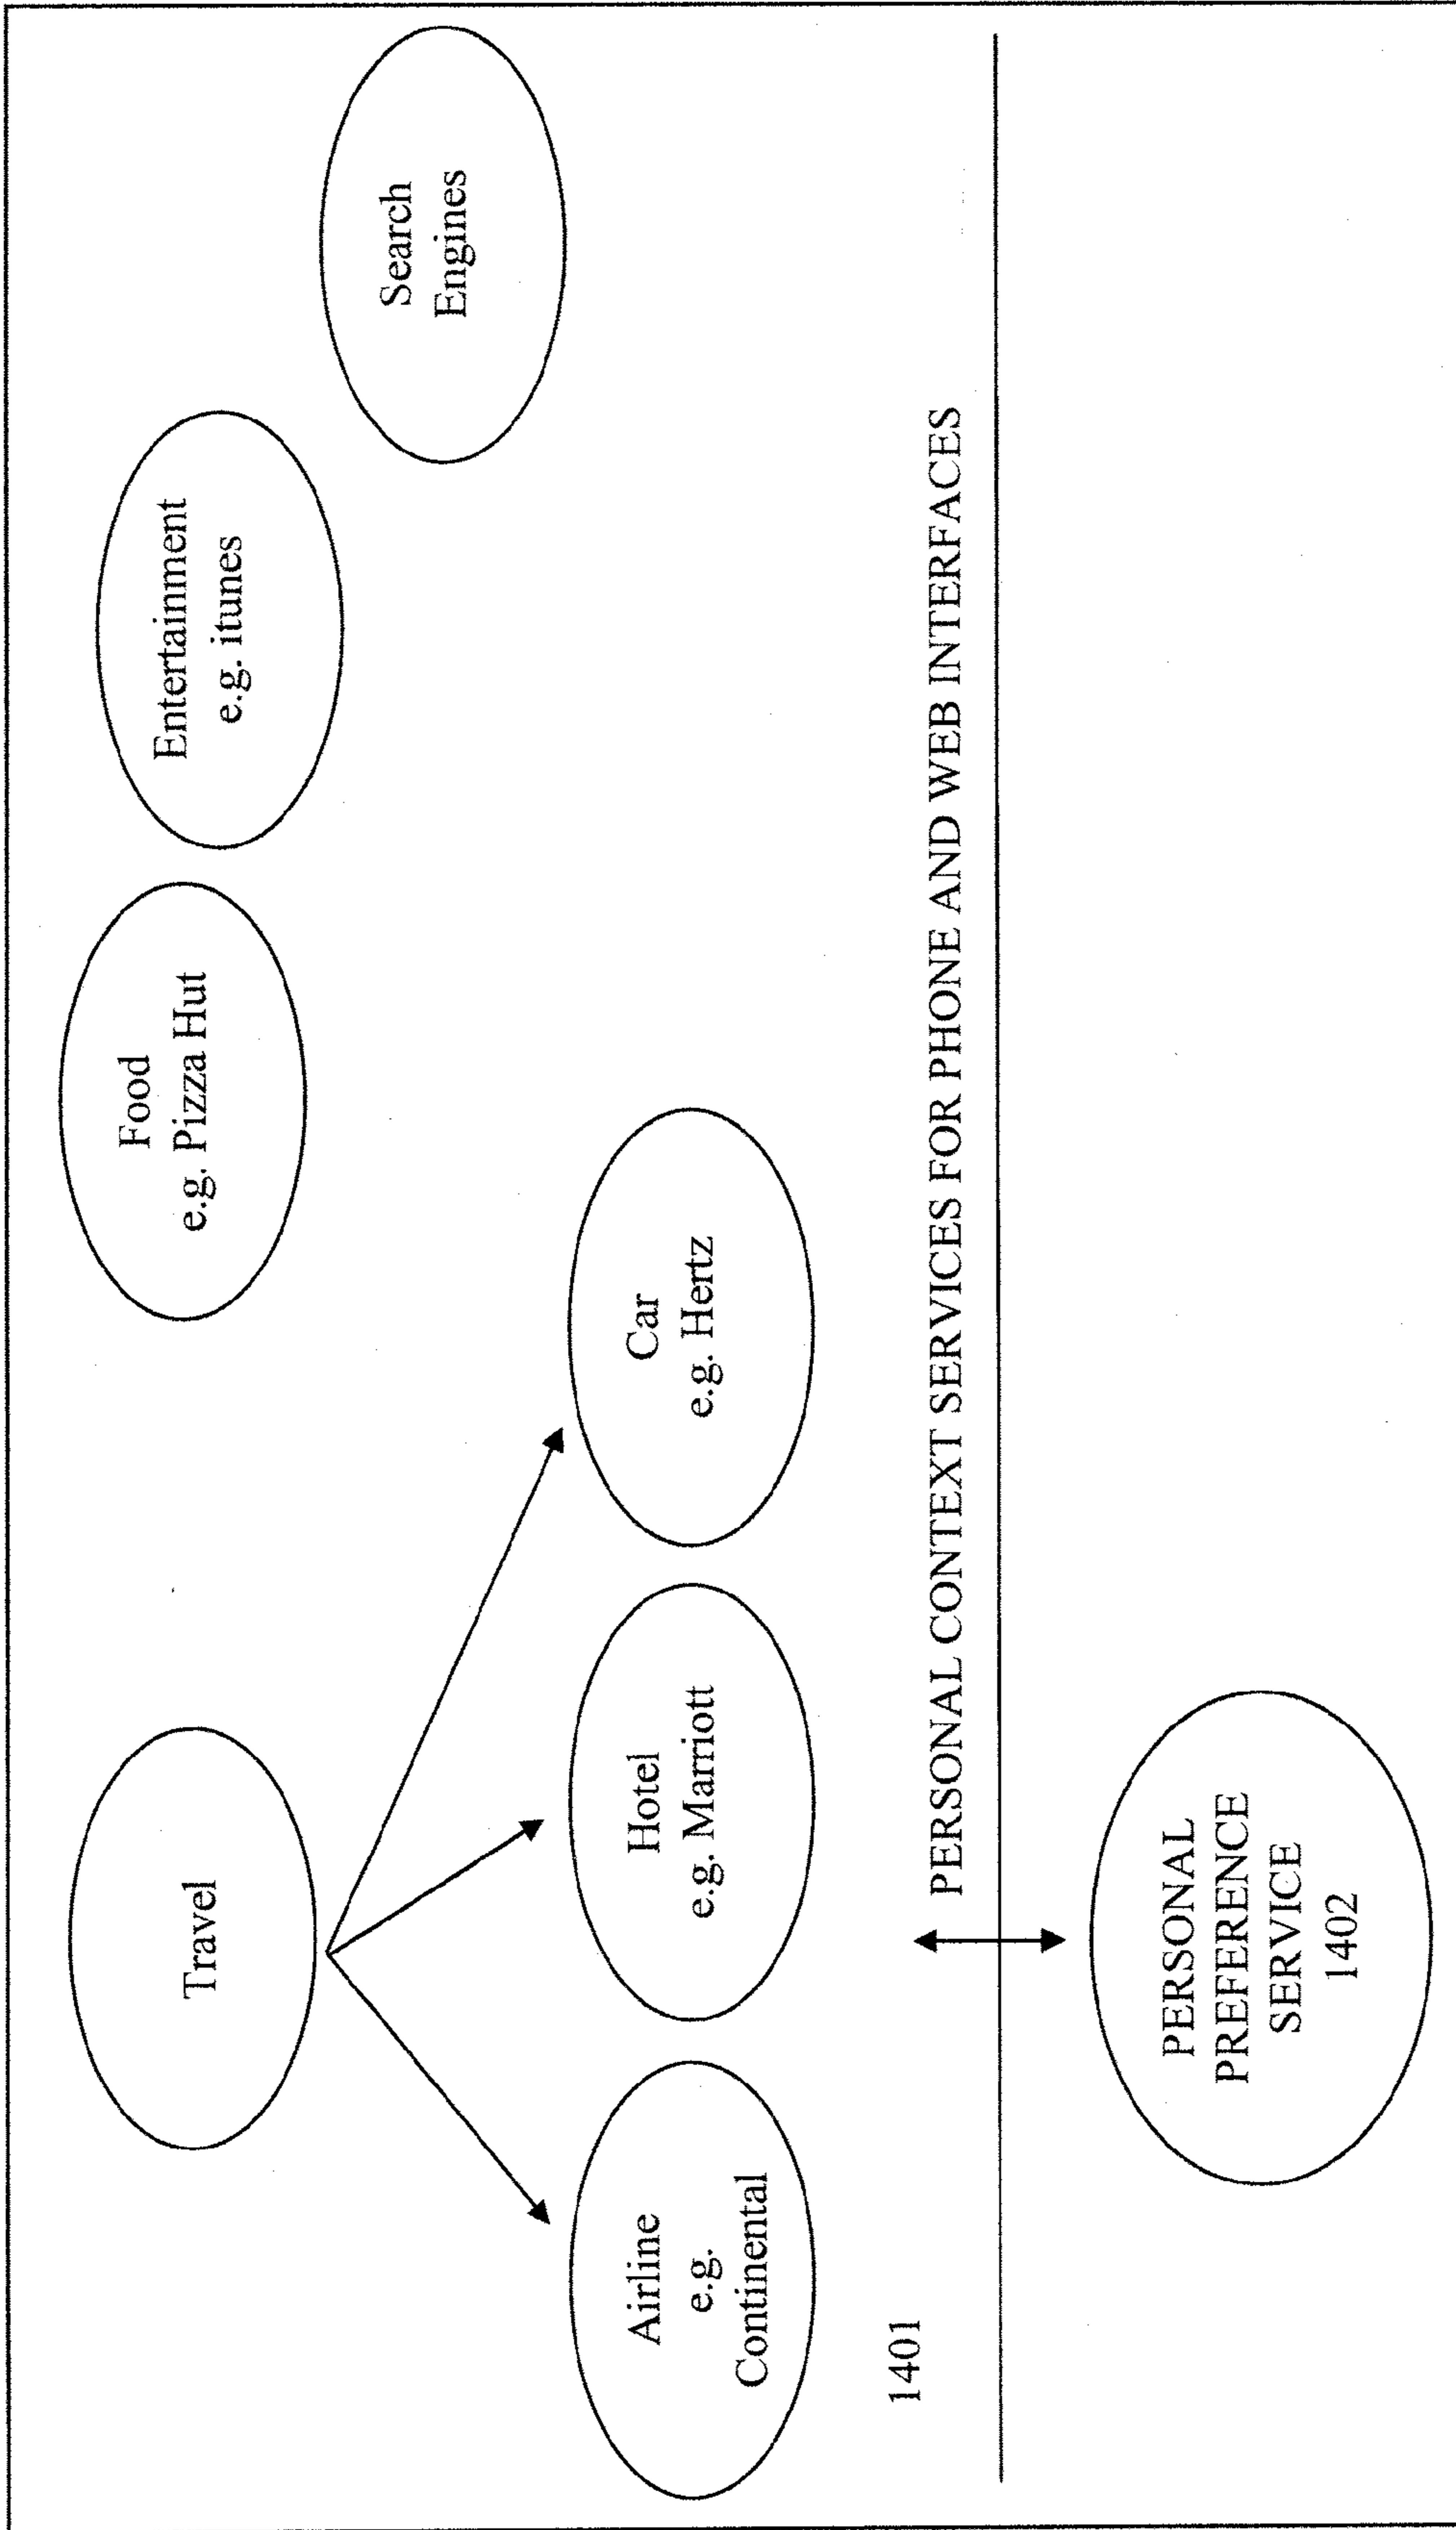 Travel
Food
e.g. Pizza Hut
Entertainment
e.g. itunes
Search
Engines
Airline
e.g.
Continental
Hotel
e.g. Marriott
Car
e.g. Hertz
1401
PERSONAL CONTEXT SERVICES FOR PHONE AND WEB INTERFACES
PERSONAL
PREFERENCE
SERVICE
1402